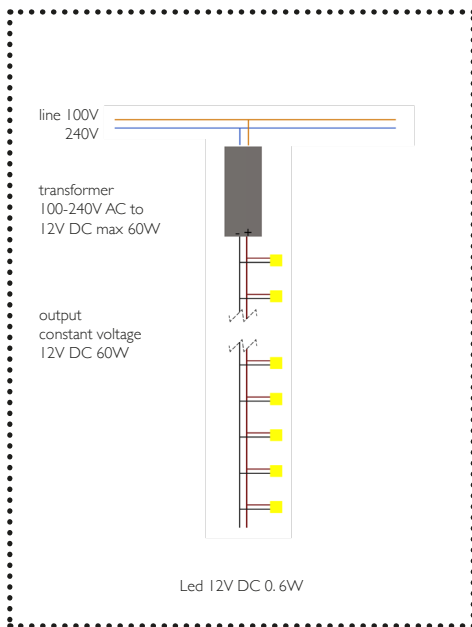 line 100V
240V
transformer
100-240V AC to
12V DC max 60W
- +
output
constant voltage
12V DC 60W
Led 12V DC 0. 6W